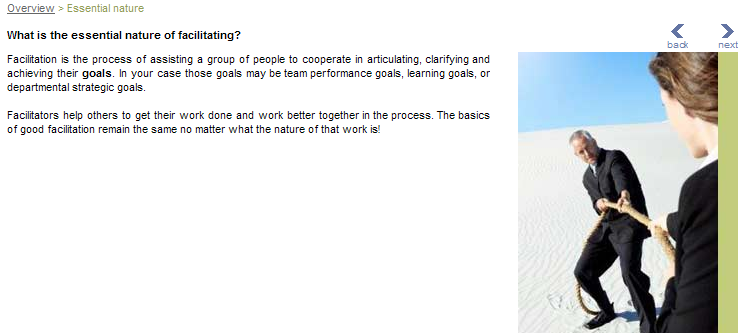 Overview > Essential nature
What is the essential nature of facilitating?
back next
Facilitation is the process of assisting a group of people to cooperate in articulating, clarifying and
achieving their goals. In your case those goals may be team performance goals, learning goals, or
departmental strategic goals.
Facilitators help others to get their work done and work better together in the process. The basics
of good facilitation remain the same no matter what the nature of that work is!